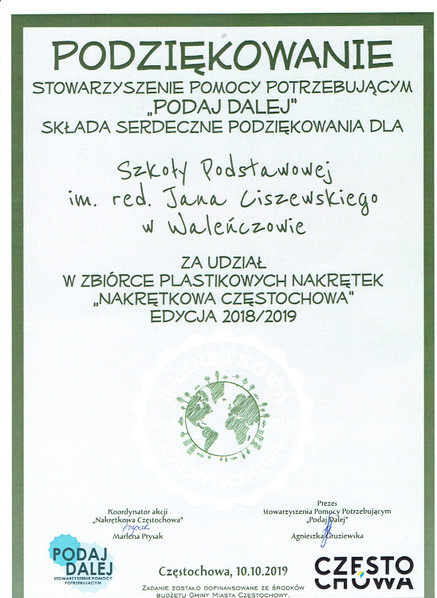 PODZIĘKOWANIE
STOWARZYSZENIE POMOCY POTRZEBUJĄCYM
„PODAJ DALEJ"
SKŁADA SERDECZNE PODZIĘKOWANIA DLA
Szkoły Podstawowej
im. red. Jana Ciszewskiego
w Waleńczowie
ZA UDZIAŁ
W ZBIÓRCE PLASTIKOWYCH NAKRĘTEK
„NAKRĘTKOWA CZĘSTOCHOWA"
EDYCJA 2018/2019
NAKRĘTKOWA
CZĘSTOCHOWA
Koordynator akcji
„Nakrętkowa Częstochowa"
Prysak
Marlena Prysak
Prezes
Stowarzyszenia Pomocy Potrzebującym
„Podaj Dalej"
Agnieszka Gruziewska
PODAJ
DALEJ
STOWARZYSZENIE POMOCY
POTRZEBUJĄCYM
Częstochowa, 10.10.2019
CZĘSTO
CHOWA
ZADANIE ZOSTAŁO DOFINANSOWANE ZE ŚRODKÓW
BUDŻETU GMINY MIASTA CZĘSTOCHOWY.